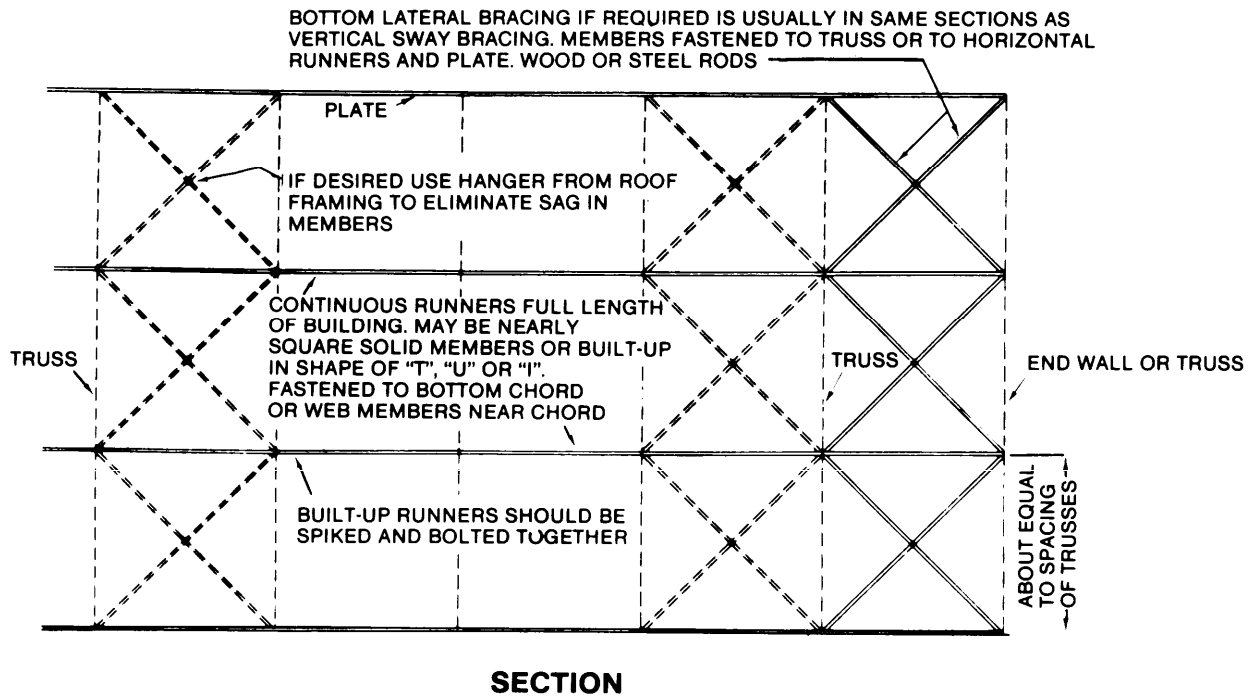 BOTTOM LATERAL BRACING IF REQUIRED IS USUALLY IN SAME SECTIONS AS
VERTICAL SWAY BRACING. MEMBERS FASTENED TO TRUSS OR TO HORIZONTAL
RUNNERS AND PLATE. WOOD OR STEEL RODS
PLATE
IF DESIRED USE HANGER FROM ROOF
FRAMING TO ELIMINATE SAG IN
MEMBERS
CONTINUOUS RUNNERS FULL LENGTH
OF BUILDING. MAY BE NEARLY
SQUARE SOLID MEMBERS OR BUILT-UP
IN SHAPE OF "T", "U" OR "I".
FASTENED TO BOTTOM CHORD
OR WEB MEMBERS NEAR CHORD
TRUSS
TRUSS
END WALL OR TRUSS
BUILT-UP RUNNERS SHOULD BE
SPIKED AND BOLTED TOGETHER
ABOUT EQUAL
TO SPACING
OF TRUSSES
SECTION